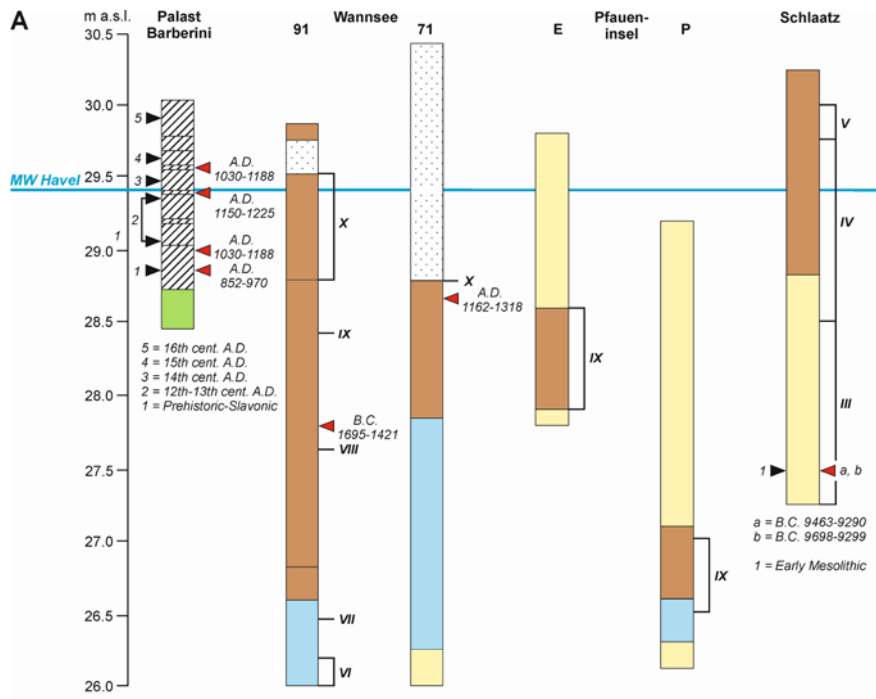 A
m a.s.l.
Palast
Barberini
Wannsee
91
71
Pfauen-
insel
E
P
Schlaatz
30.5
30.0
29.5
29.0
28.5
28.0
27.5
27.0
26.5
26.0
MW Havel
5
4
3
2
1
1
A.D.
1030-1188
A.D.
1150-1225
A.D.
1030-1188
A.D.
852-970
5 = 16th cent. A.D.
4 = 15th cent. A.D.
3 = 14th cent. A.D.
2 = 12th-13th cent. A.D.
1 = Prehistoric-Slavonic
X
IX
B.C.
1695-1421
VIII
VII
VI
X
A.D.
1162-1318
IX
IX
V
IV
III
1
a, b
a = B.C. 9463-9290
b = B.C. 9698-9299
1 = Early Mesolithic